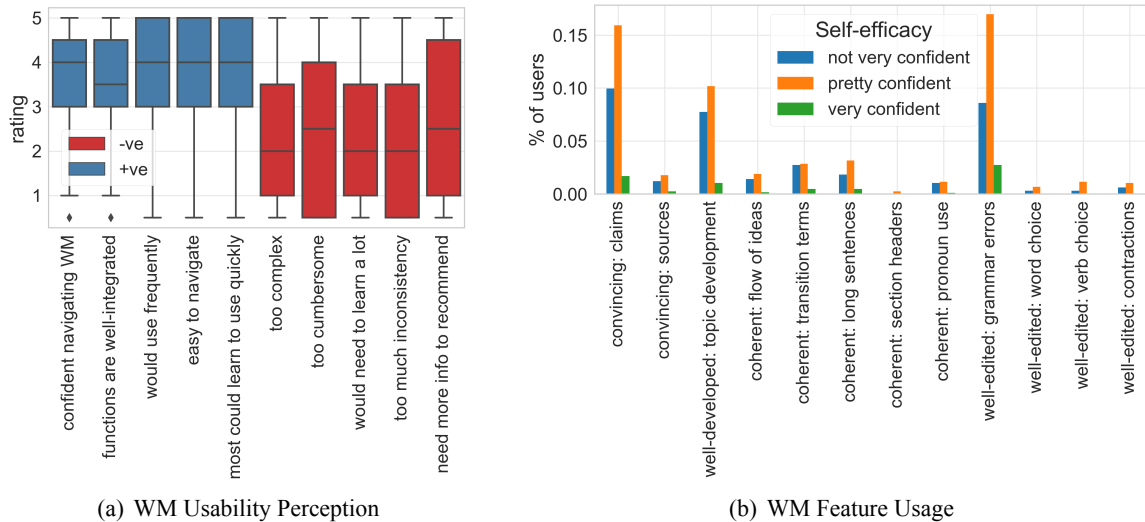 5
4
3
2
1
rating
-ve
+ve
confident navigating WM
functions are well-integrated
would use frequently
easy to navigate
most could learn to use quickly
too complex
too cumbersome
would need to learn a lot
too much inconsistency
need more info to recommend
(a) WM Usability Perception
0.15
0.10
0.05
0.00
% of users
Self-efficacy
not very confident
pretty confident
very confident
convincing: claims
convincing: sources
well-developed: topic development
coherent: flow of ideas
coherent: transition terms
coherent: long sentences
coherent: section headers
coherent: pronoun use
well-edited: grammar errors
well-edited: word choice
well-edited: verb choice
well-edited: contractions
(b) WM Feature Usage